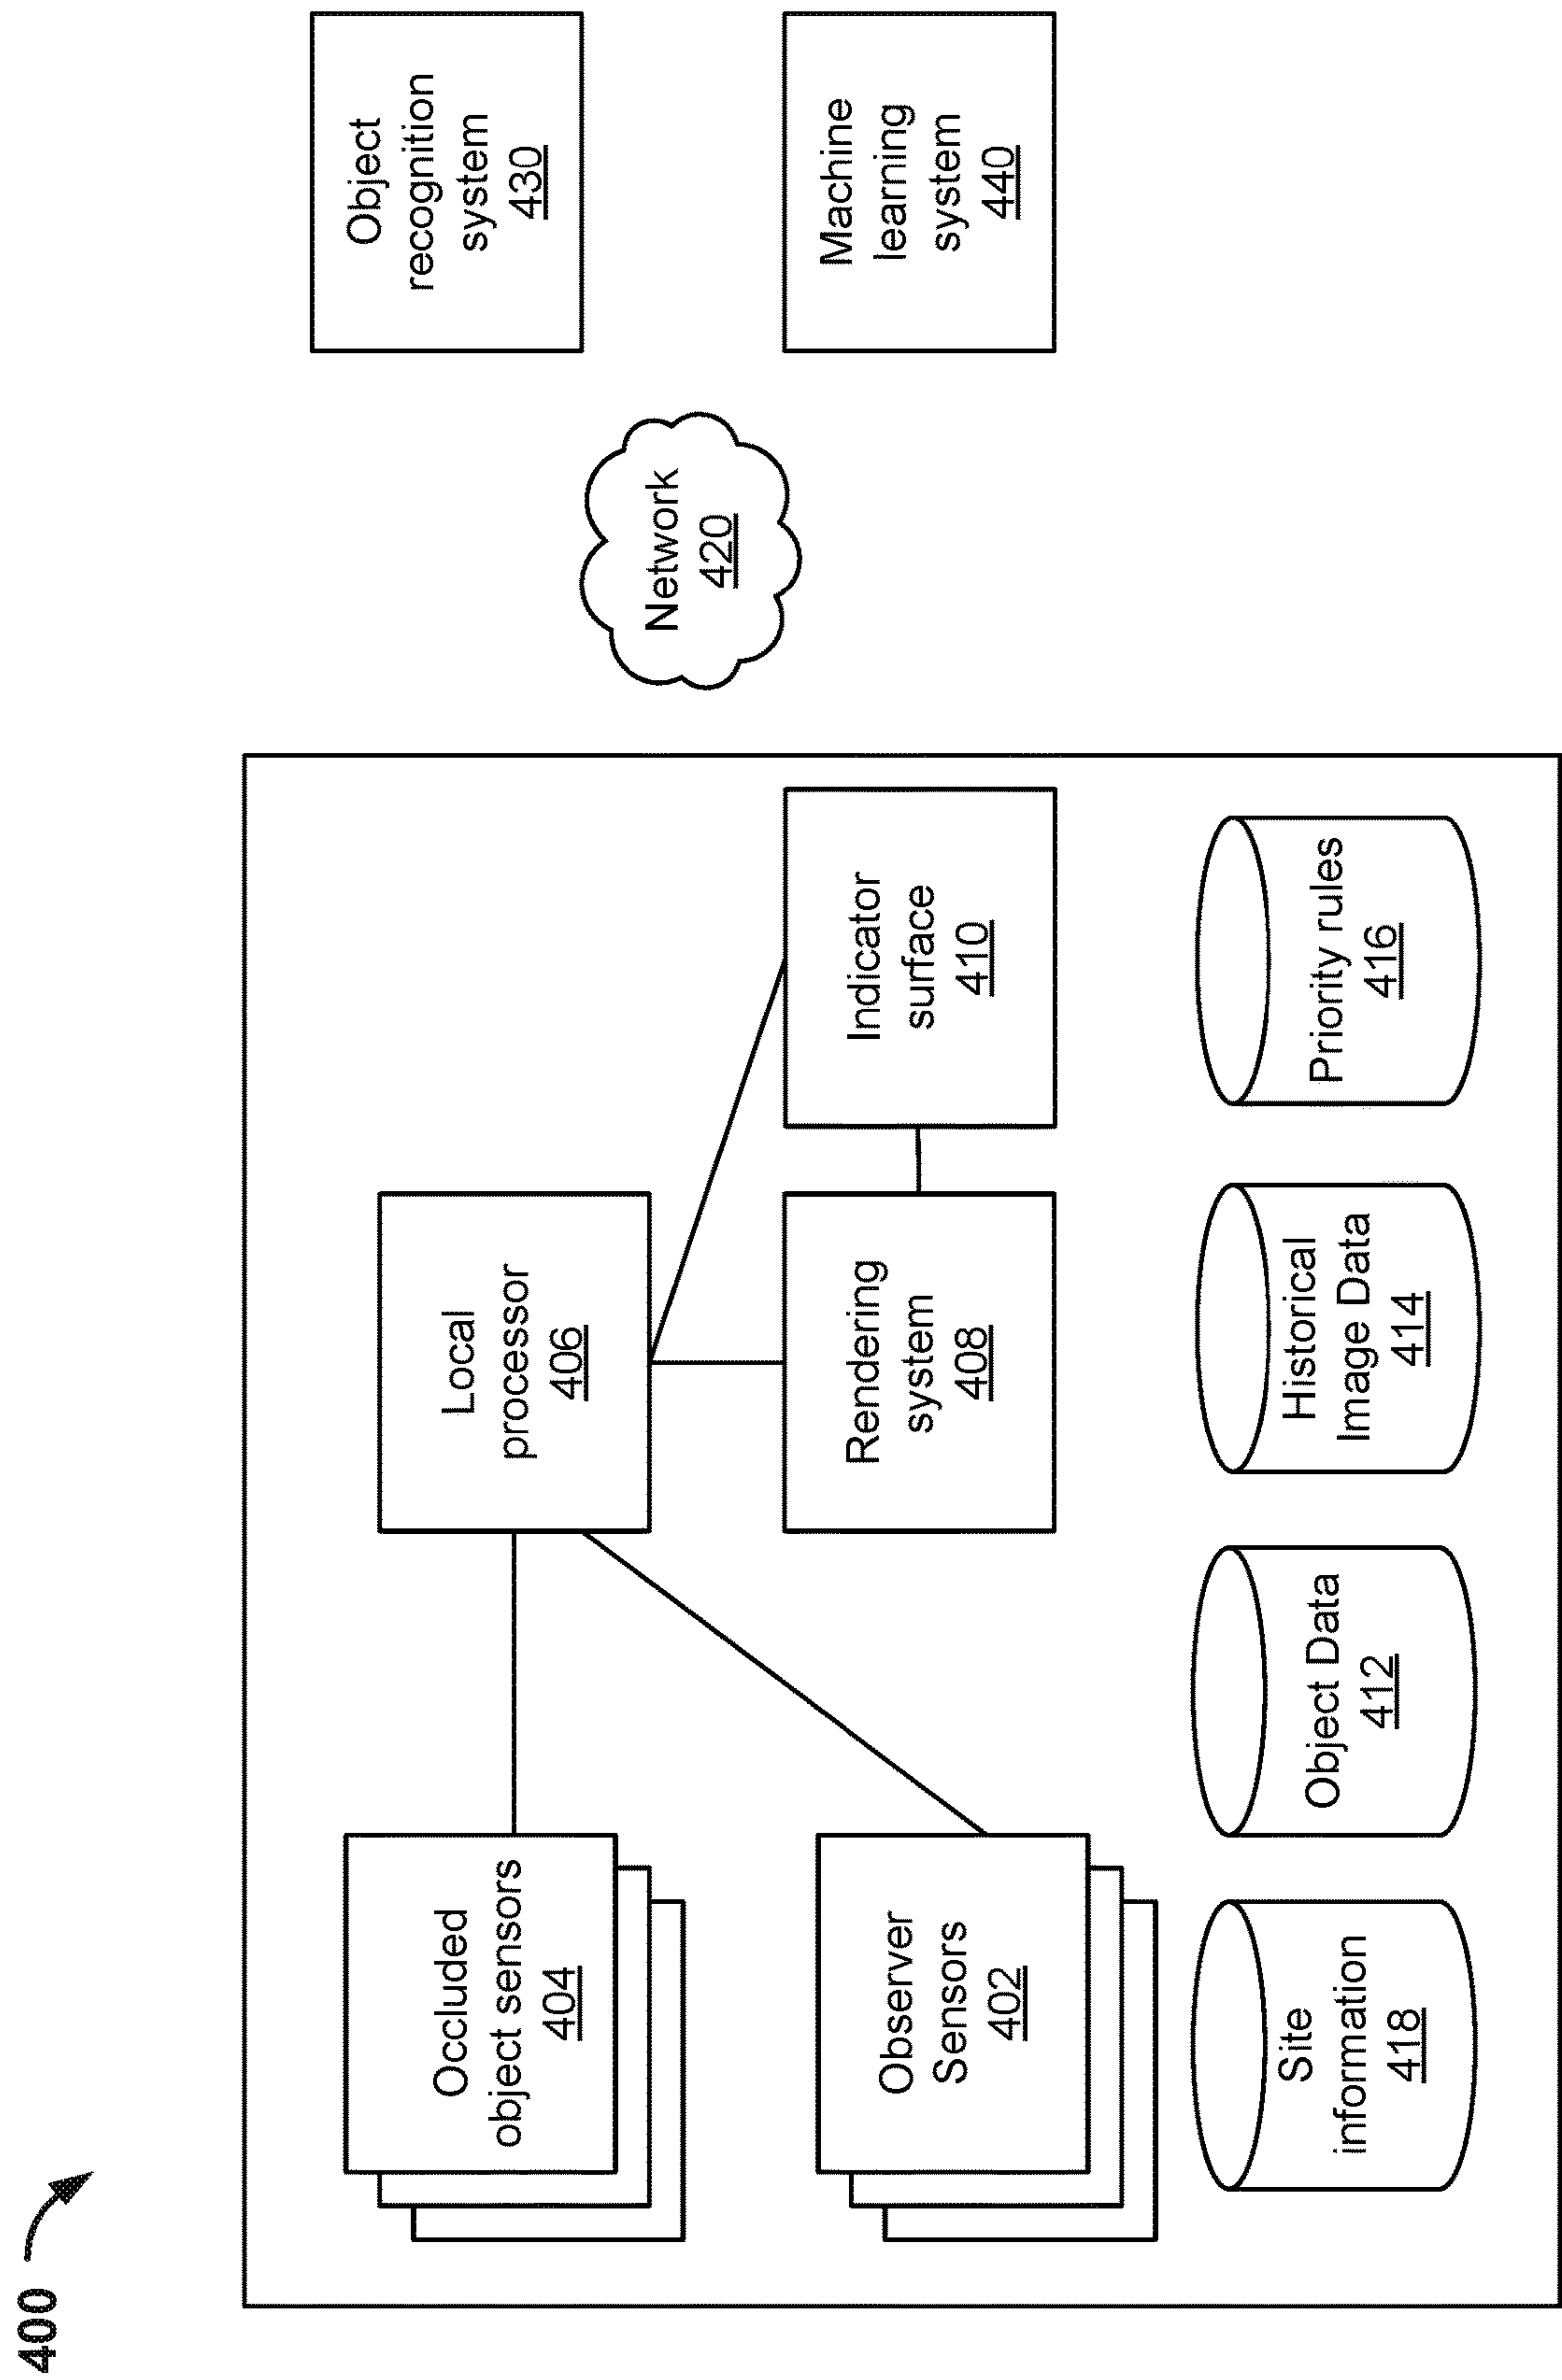 400
Occluded
object sensors
404
Local
processor
406
Object
recognition
system
430
Network
420
Observer
Sensors
402
Rendering
system
408
Indicator
surface
410
Machine
learning
system
440
Site
information
418
Object Data
412
Historical
Image Data
414
Priority rules
416